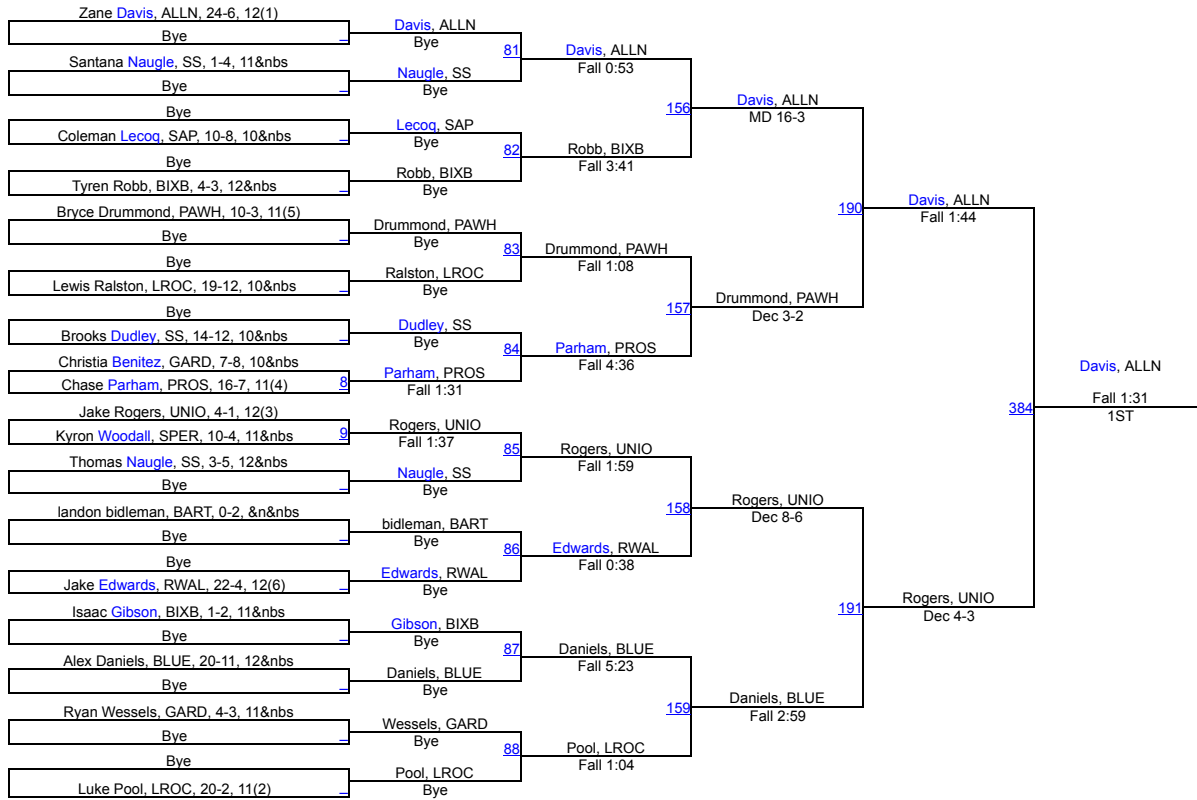 Zane Davis, ALLN, 24-6, 12(1)
Bye
Santana Naugle, SS, 1-4, 11&nbs
Bye
Bye
Coleman Lecoq, SAP, 10-8, 10&nbs
Bye
Tyren Robb, BIXB, 4-3, 12&nbs
Bryce Drummond, PAWH, 10-3, 11(5)
Bye
Bye
Lewis Ralston, LROC, 19-12, 10&nbs
Bye
Brooks Dudley, SS, 14-12, 10&nbs
Christia Benitez, GARD, 7-8, 10&nbs
Chase Parham, PROS, 16-7, 11(4)
8
Jake Rogers, UNIO, 4-1, 12(3)
Kyron Woodall, SPER, 10-4, 11&nbs
9
Thomas Naugle, SS, 3-5, 12&nbs
Bye
landon bidleman, BART, 0-2, &n&nbs
Bye
Bye
Jake Edwards, RWAL, 22-4, 12(6)
Isaac Gibson, BIXB, 1-2, 11&nbs
Bye
Alex Daniels, BLUE, 20-11, 12&nbs
Bye
Ryan Wessels, GARD, 4-3, 11&nbs
Bye
Bye
Luke Pool, LROC, 20-2, 11(2)
Davis, ALLN
Bye
81
Naugle, SS
Bye
Lecoq, SAP
Bye
82
Robb, BIXB
Bye
Drummond, PAWH
Bye
83
Ralston, LROC
Bye
Dudley, SS
Bye
84
Parham, PROS
Fall 1:31
Rogers, UNIO
Fall 1:37
85
Naugle, SS
Bye
bidleman, BART
Bye
86
Edwards, RWAL
Bye
Gibson, BIXB
Bye
87
Daniels, BLUE
Bye
Wessels, GARD
Bye
88
Pool, LROC
Bye
Davis, ALLN
Fall 0:53
156
Robb, BIXB
Fall 3:41
Drummond, PAWH
Fall 1:08
157
Parham, PROS
Fall 4:36
Rogers, UNIO
Fall 1:59
158
Edwards, RWAL
Fall 0:38
Daniels, BLUE
Fall 5:23
159
Pool, LROC
Fall 1:04
Davis, ALLN
MD 16-3
190
Drummond, PAWH
Dec 3-2
Rogers, UNIO
Dec 8-6
191
Daniels, BLUE
Fall 2:59
Davis, ALLN
Fall 1:44
384
Rogers, UNIO
Dec 4-3
Davis, ALLN
Fall 1:31
1ST